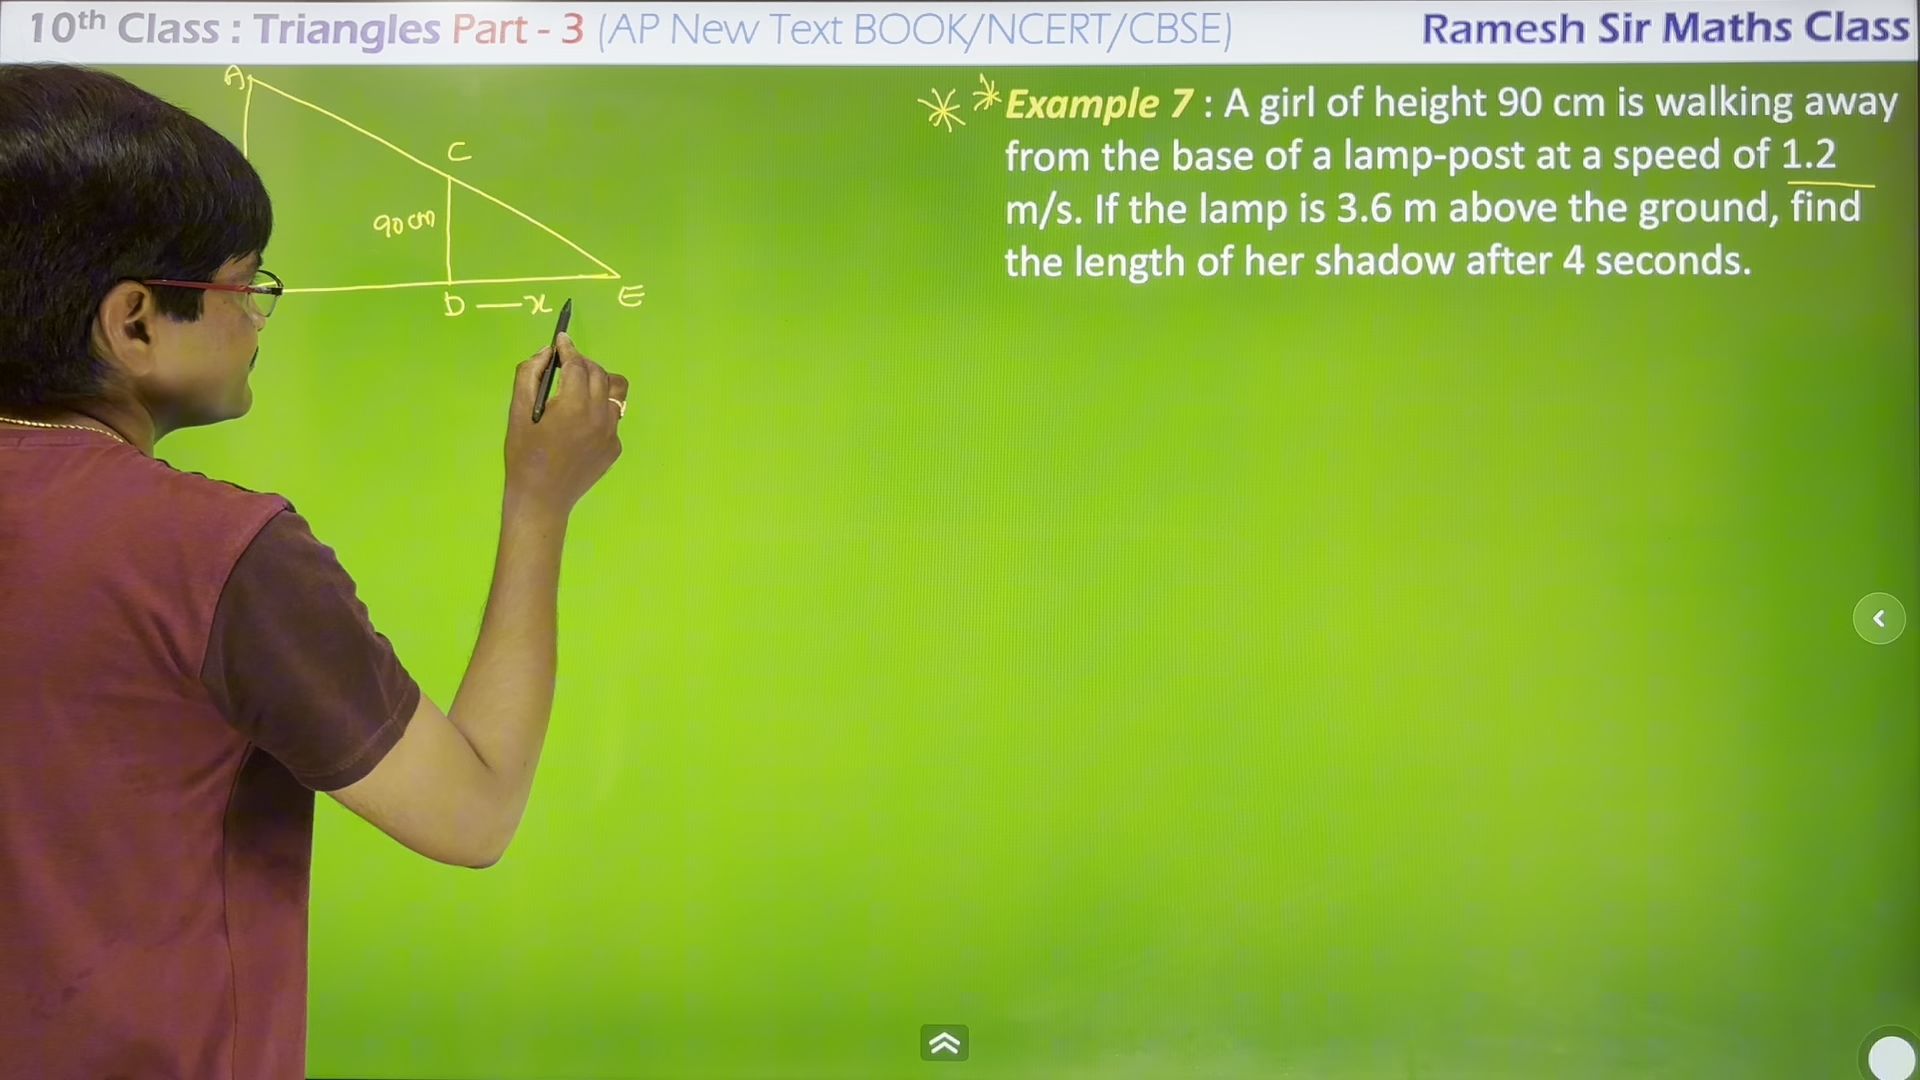 10th Class : Triangles Part - 3 (AP New Text BOOK/NCERT/CBSE)
Ramesh Sir Maths Class
Example 7 : A girl of height 90 cm is walking away
from the base of a lamp-post at a speed of 1.2
m/s. If the lamp is 3.6 m above the ground, find
the length of her shadow after 4 seconds.
A
C
90 cm
D — x
E